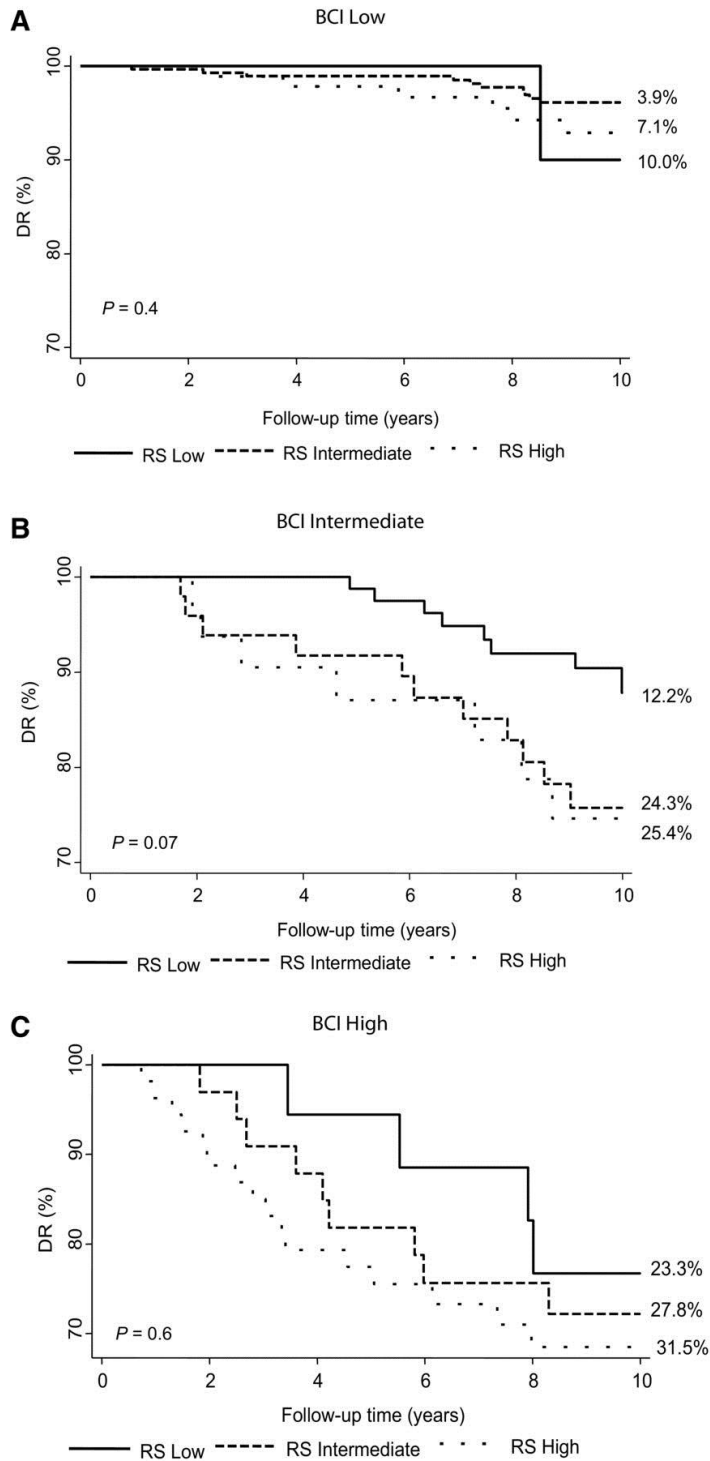 A
BCI Low
100
90
80
70
DR (%)
3.9%
7.1%
10.0%
P = 0.4
0 2 4 6 8 10
Follow-up time (years)
RS Low RS Intermediate RS High
B
BCI Intermediate
100
90
80
70
DR (%)
12.2%
24.3%
25.4%
P = 0.07
0 2 4 6 8 10
Follow-up time (years)
RS Low RS Intermediate RS High
C
BCI High
100
90
80
70
DR (%)
23.3%
27.8%
31.5%
P = 0.6
0 2 4 6 8 10
Follow-up time (years)
RS Low RS Intermediate RS High